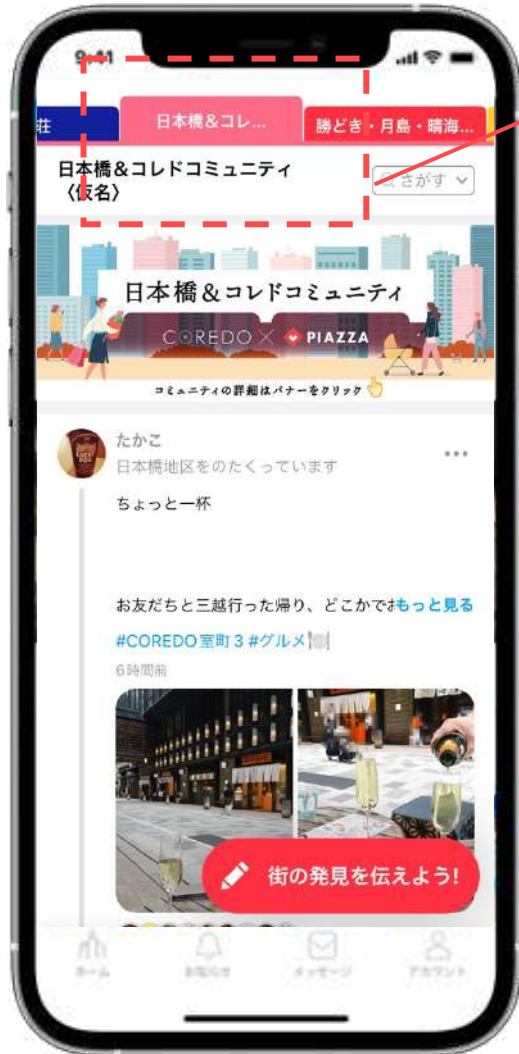 9:41
荘
日本橋＆コレ...
勝どき・月島・晴海...
日本橋＆コレドコミュニティ
〈仮名〉
さがす
日本橋＆コレドコミュニティ
COREDO × PIAZZA
コミュニティの詳細はバナーをクリック
たかこ
日本橋地区をのたくっています
ちょっと一杯
お友だちと三越行った帰り、どこかでお もっと見る
#COREDO室町3 #グルメ🍽
6時間前
街の発見を伝えよう!
ホーム
お知らせ
メッセージ
アカウント